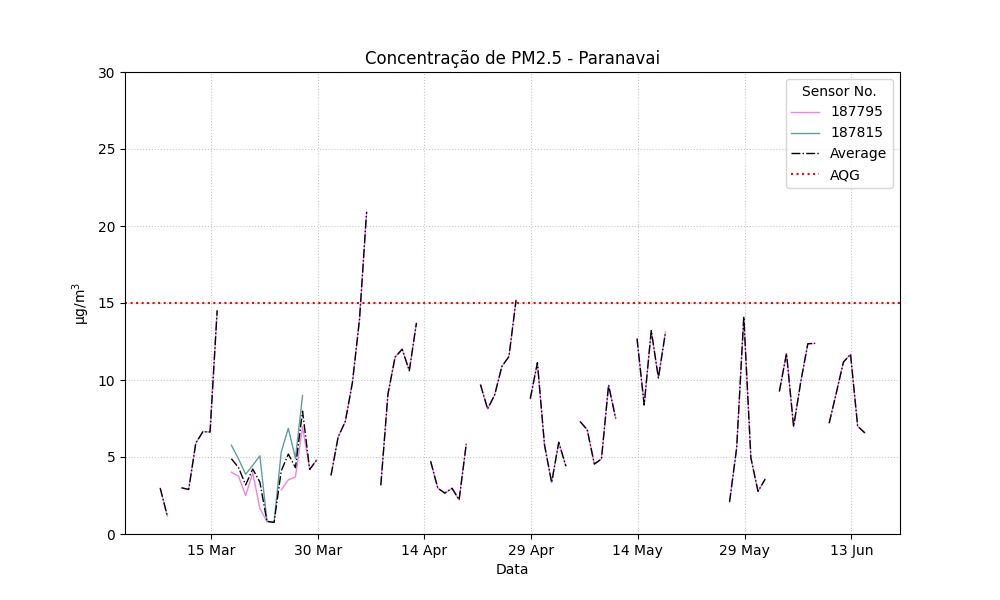 Concentração de PM2.5 - Paranavai
Sensor No.
187795
187815
Average
AQG
µg/m³
30
25
20
15
10
5
0
15 Mar
30 Mar
14 Apr
29 Apr
14 May
29 May
13 Jun
Data